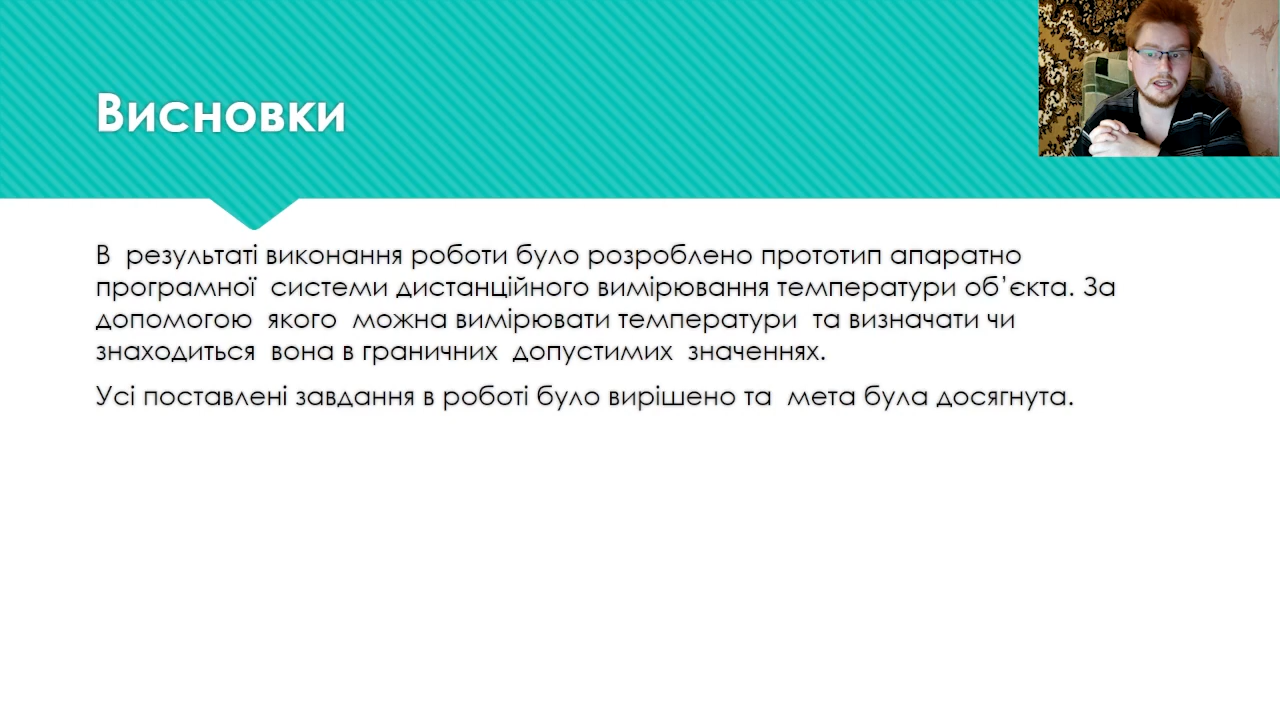 Висновки
В результаті виконання роботи було розроблено прототип апаратно
програмної системи дистанційного вимірювання температури об’єкта. За
допомогою якого можна вимірювати температури та визначати чи
знаходиться вона в граничних допустимих значеннях.
Усі поставлені завдання в роботі було вирішено та мета була досягнута.